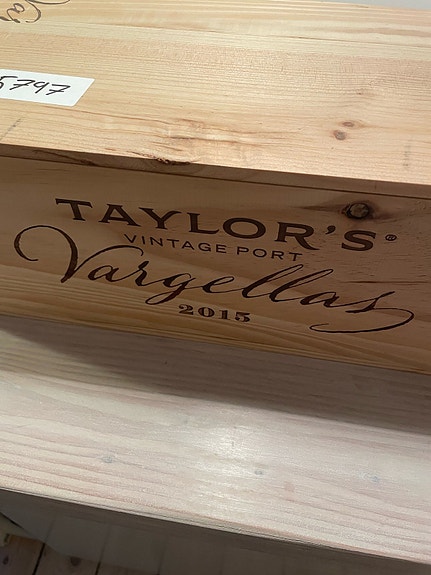 5797
TAYLOR'S®
VINTAGE PORT
Vargellas
2015